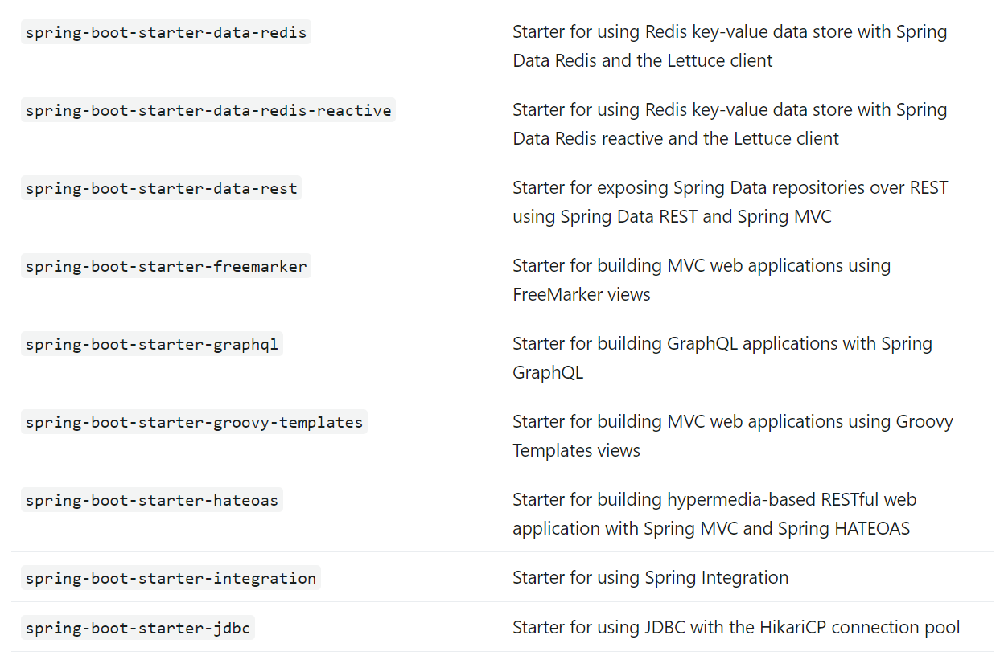 spring-boot-starter-data-redis
Starter for using Redis key-value data store with Spring
Data Redis and the Lettuce client
spring-boot-starter-data-redis-reactive
Starter for using Redis key-value data store with Spring
Data Redis reactive and the Lettuce client
spring-boot-starter-data-rest
Starter for exposing Spring Data repositories over REST
using Spring Data REST and Spring MVC
spring-boot-starter-freemarker
Starter for building MVC web applications using
FreeMarker views
spring-boot-starter-graphql
Starter for building GraphQL applications with Spring
GraphQL
spring-boot-starter-groovy-templates
Starter for building MVC web applications using Groovy
Templates views
spring-boot-starter-hateoas
Starter for building hypermedia-based RESTful web
application with Spring MVC and Spring HATEOAS
spring-boot-starter-integration
Starter for using Spring Integration
spring-boot-starter-jdbc
Starter for using JDBC with the HikariCP connection pool